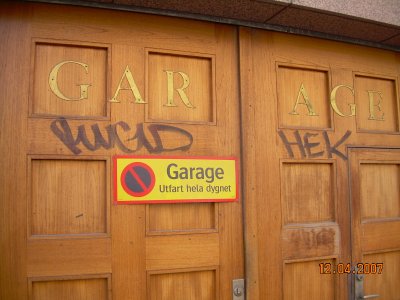 GARAGE
HEK
Garage
Utfart hela dygnet
12.04.2007